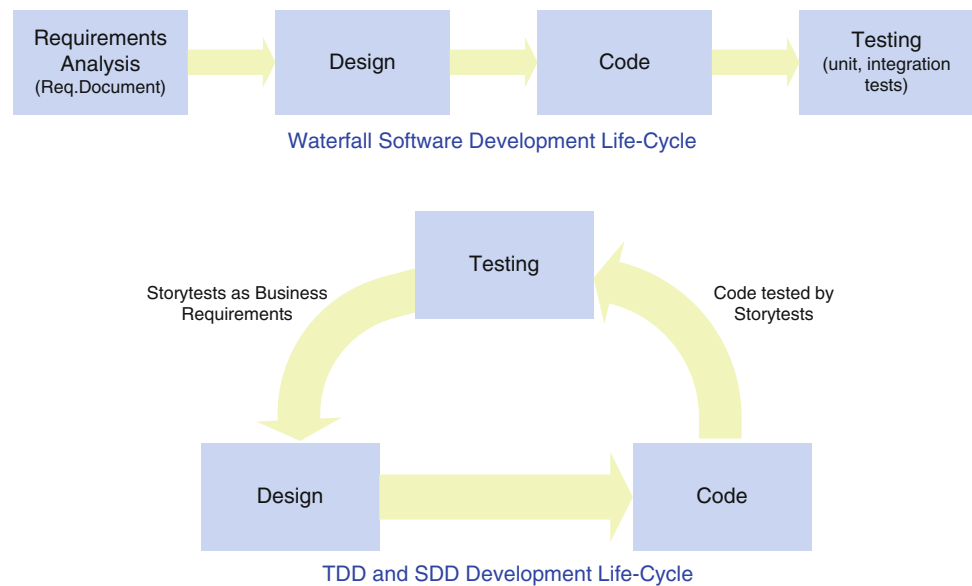 Requirements
Analysis
(Req.Document)
Design
Code
Testing
(unit, integration
tests)
Waterfall Software Development Life-Cycle
Testing
Storytests as Business
Requirements
Code tested by
Storytests
Design
Code
TDD and SDD Development Life-Cycle